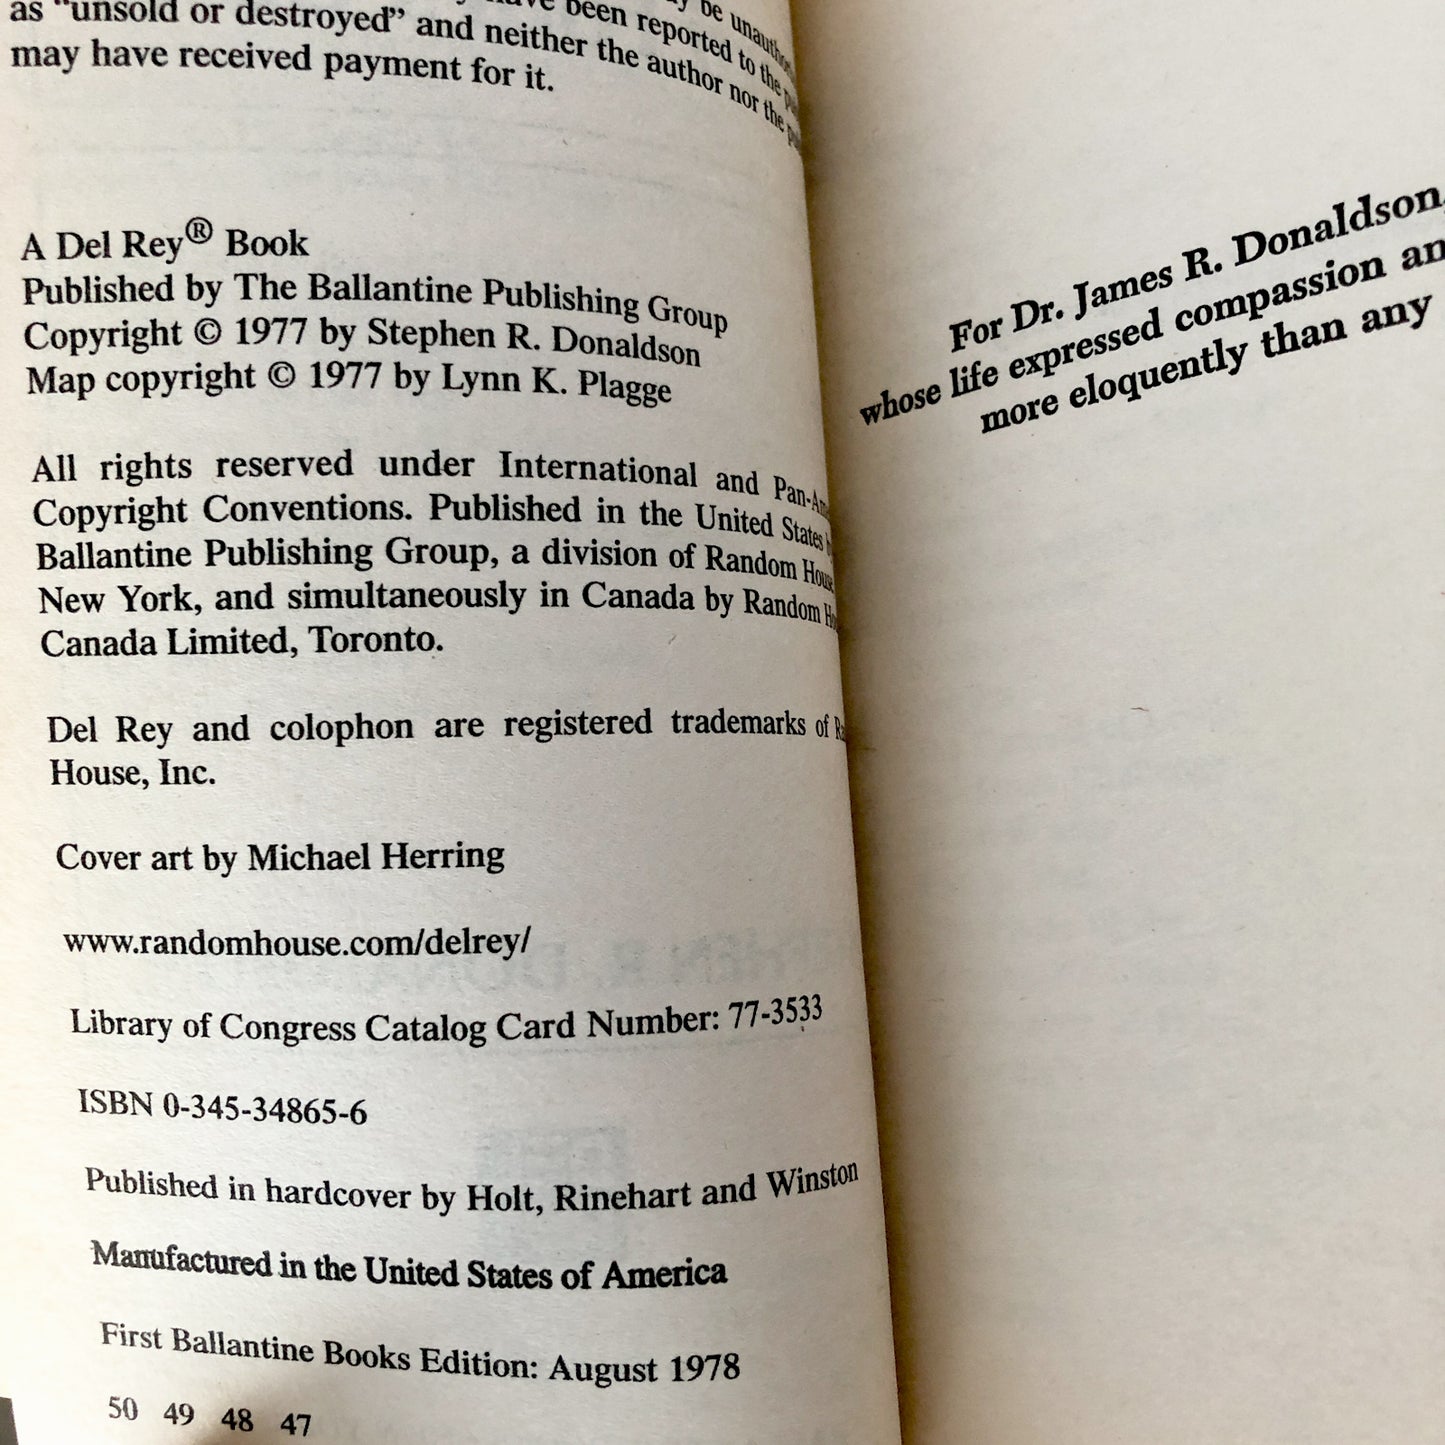 be
been reported to the
as "unsold or destroyed" and neither the author nor the
may have received payment for it.
A Del Rey® Book
Published by The Ballantine Publishing Group
Copyright © 1977 by Stephen R. Donaldson
Map copyright © 1977 by Lynn K. Plagge
All rights reserved under International and
Copyright Conventions. Published in the United States
Ballantine Publishing Group, a division of Random House
New York, and simultaneously in Canada by Random
Canada Limited, Toronto.
Del Rey and colophon are registered trademarks of
House, Inc.
Cover art by Michael Herring
www.randomhouse.com/delrey/
Library of Congress Catalog Card Number: 77-3533
ISBN 0-345-34865-6
Published in hardcover by Holt, Rinehart and Winston
Manufactured in the United States of America
First Ballantine Books Edition: August 1978
50 49 48 47
For Dr. James R. Donaldson,
whose life expressed compassion
more eloquently than any